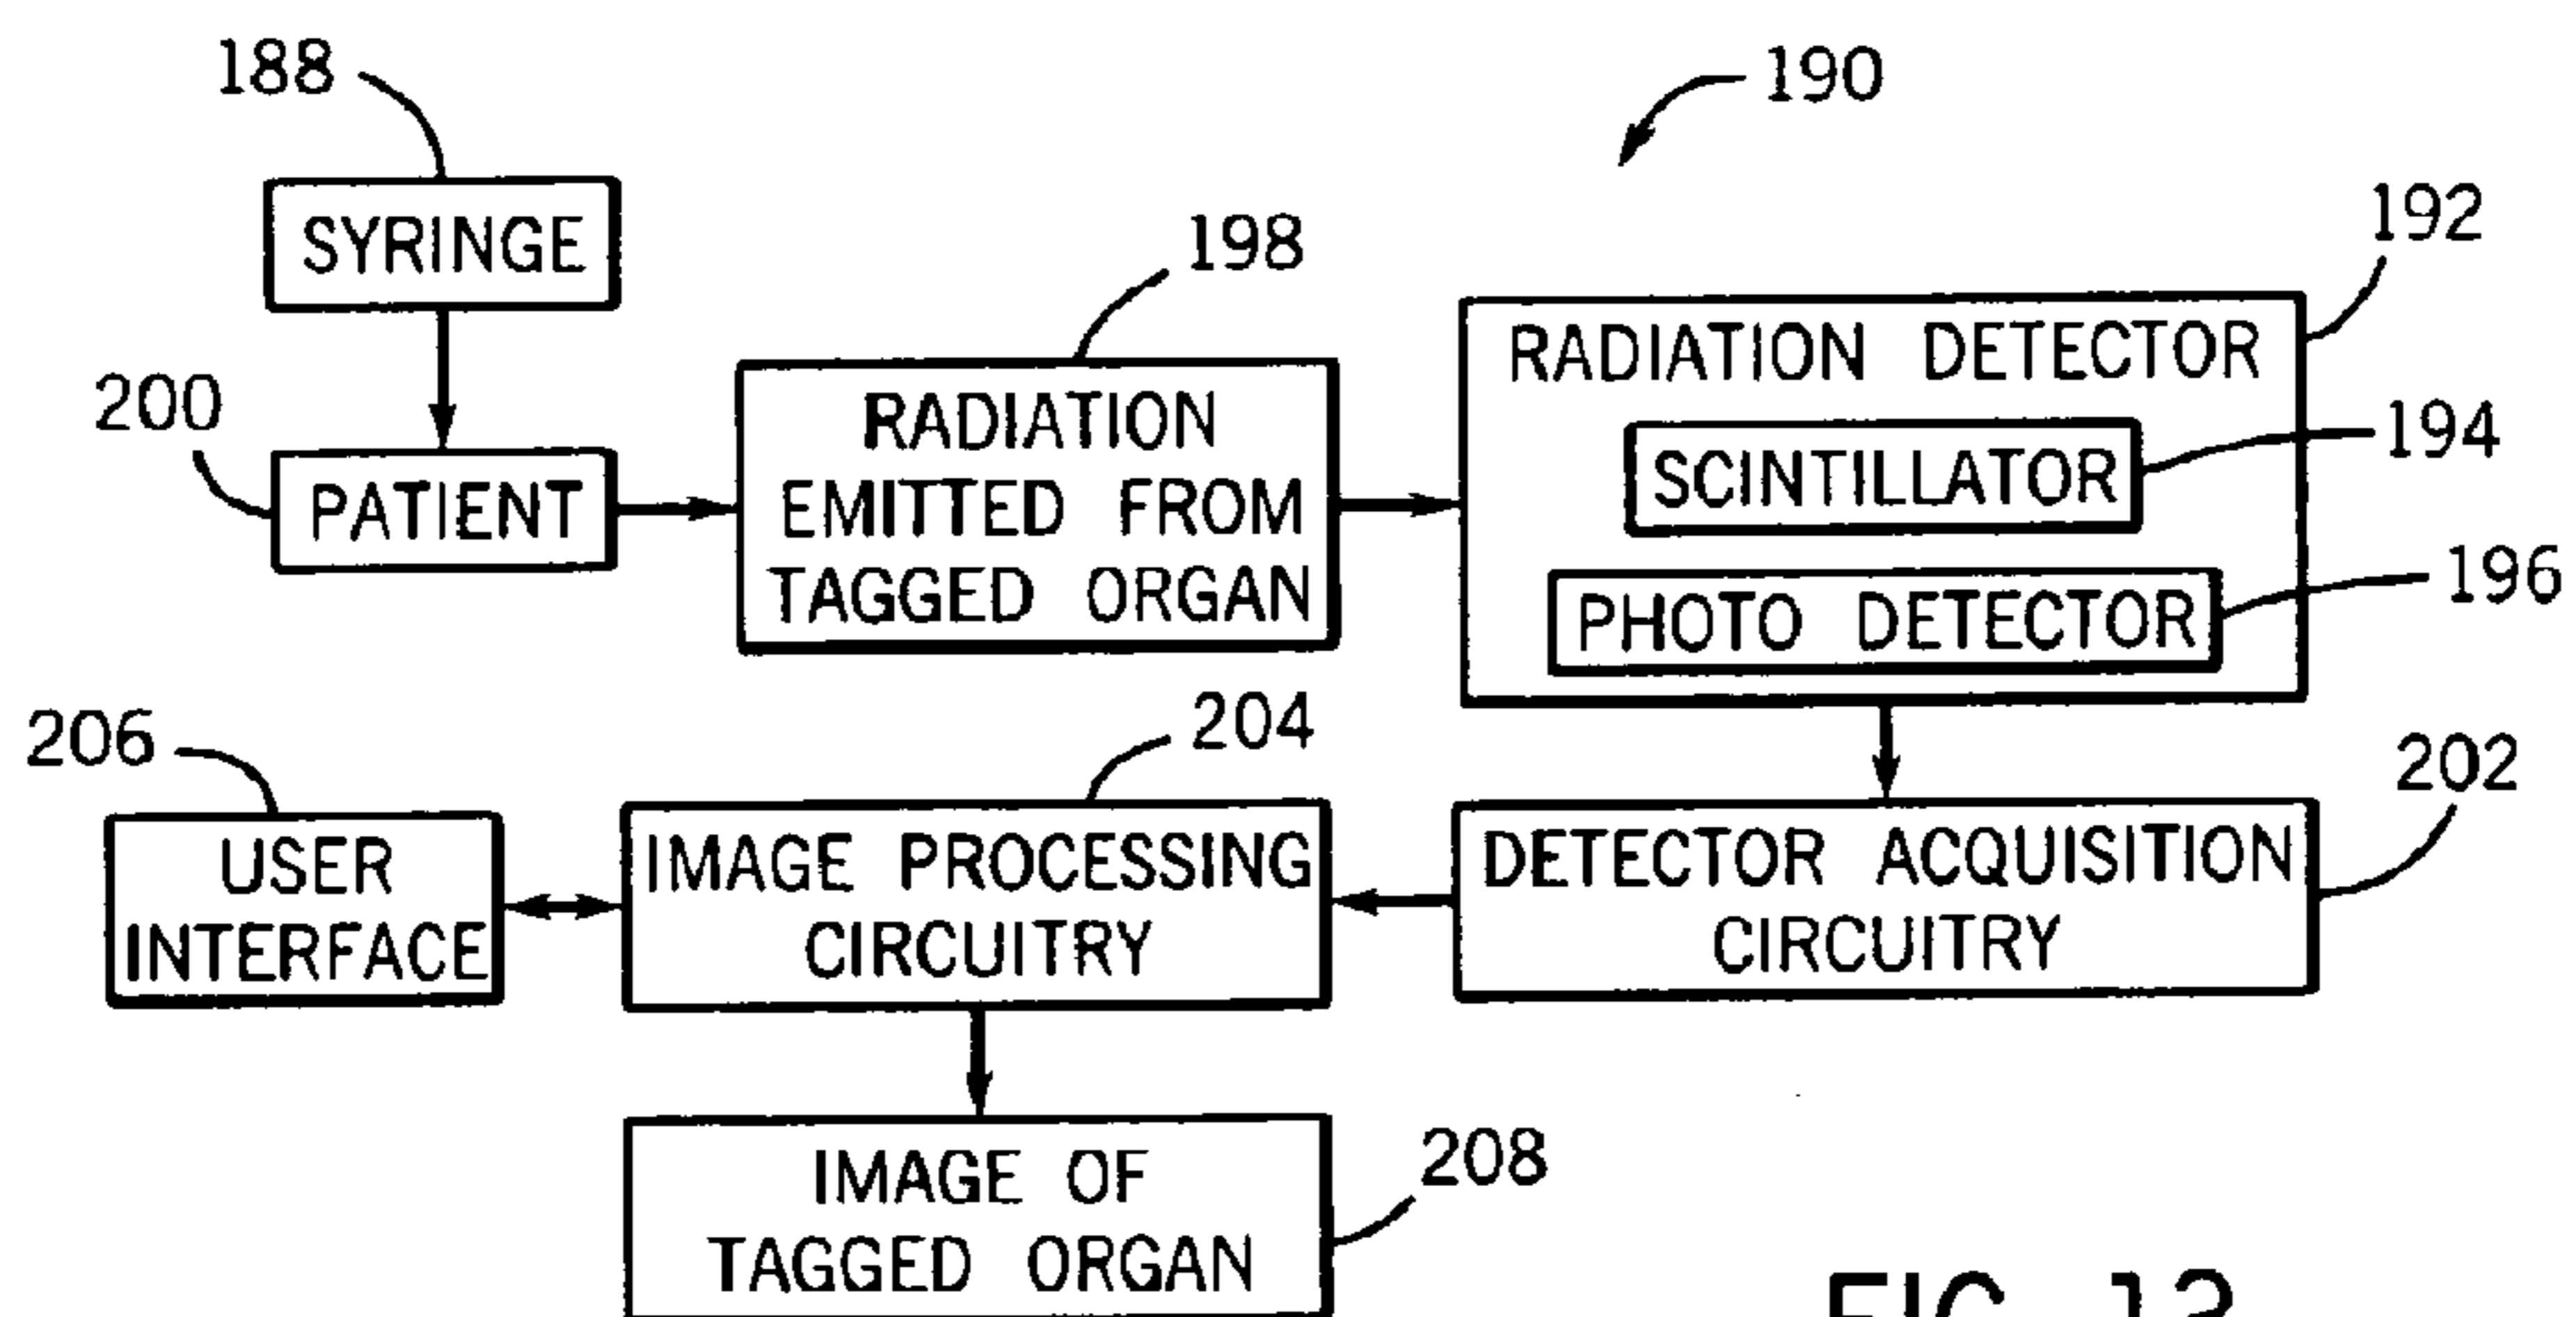 188
190
SYRINGE
192
198
RADIATION DETECTOR
200
RADIATION
EMITTED FROM
TAGGED ORGAN
194
SCINTILLATOR
PATIENT
196
PHOTO DETECTOR
206
204
202
USER
INTERFACE
IMAGE PROCESSING
CIRCUITRY
DETECTOR ACQUISITION
CIRCUITRY
208
IMAGE OF
TAGGED ORGAN
FIG.